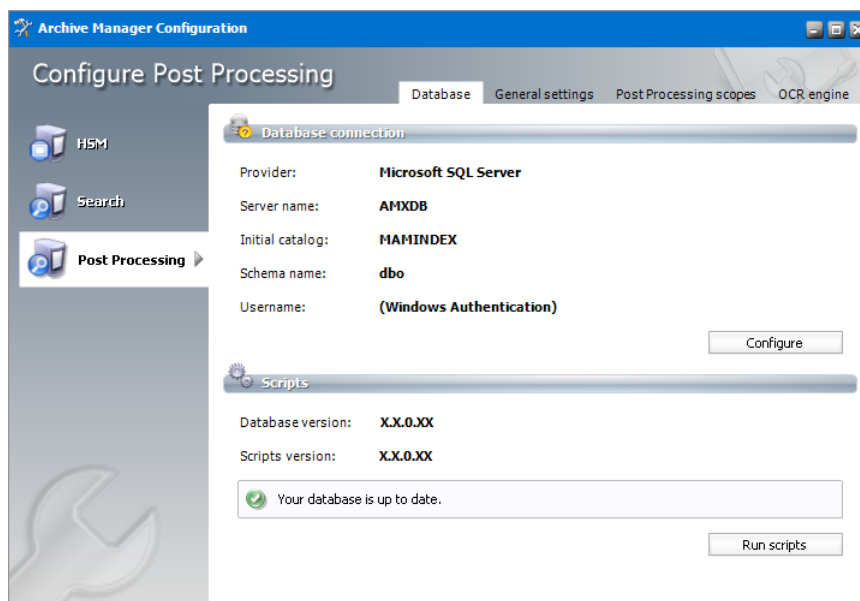 Archive Manager Configuration
Configure Post Processing
Database General settings Post Processing scopes OCR engine
HSM
Search
Post Processing
Database connection
Provider: Microsoft SQL Server
Server name: AMXDB
Initial catalog: MAMINDEX
Schema name: dbo
Username: (Windows Authentication)
Configure
Scripts
Database version: X.X.0.XX
Scripts version: X.X.0.XX
Your database is up to date.
Run scripts